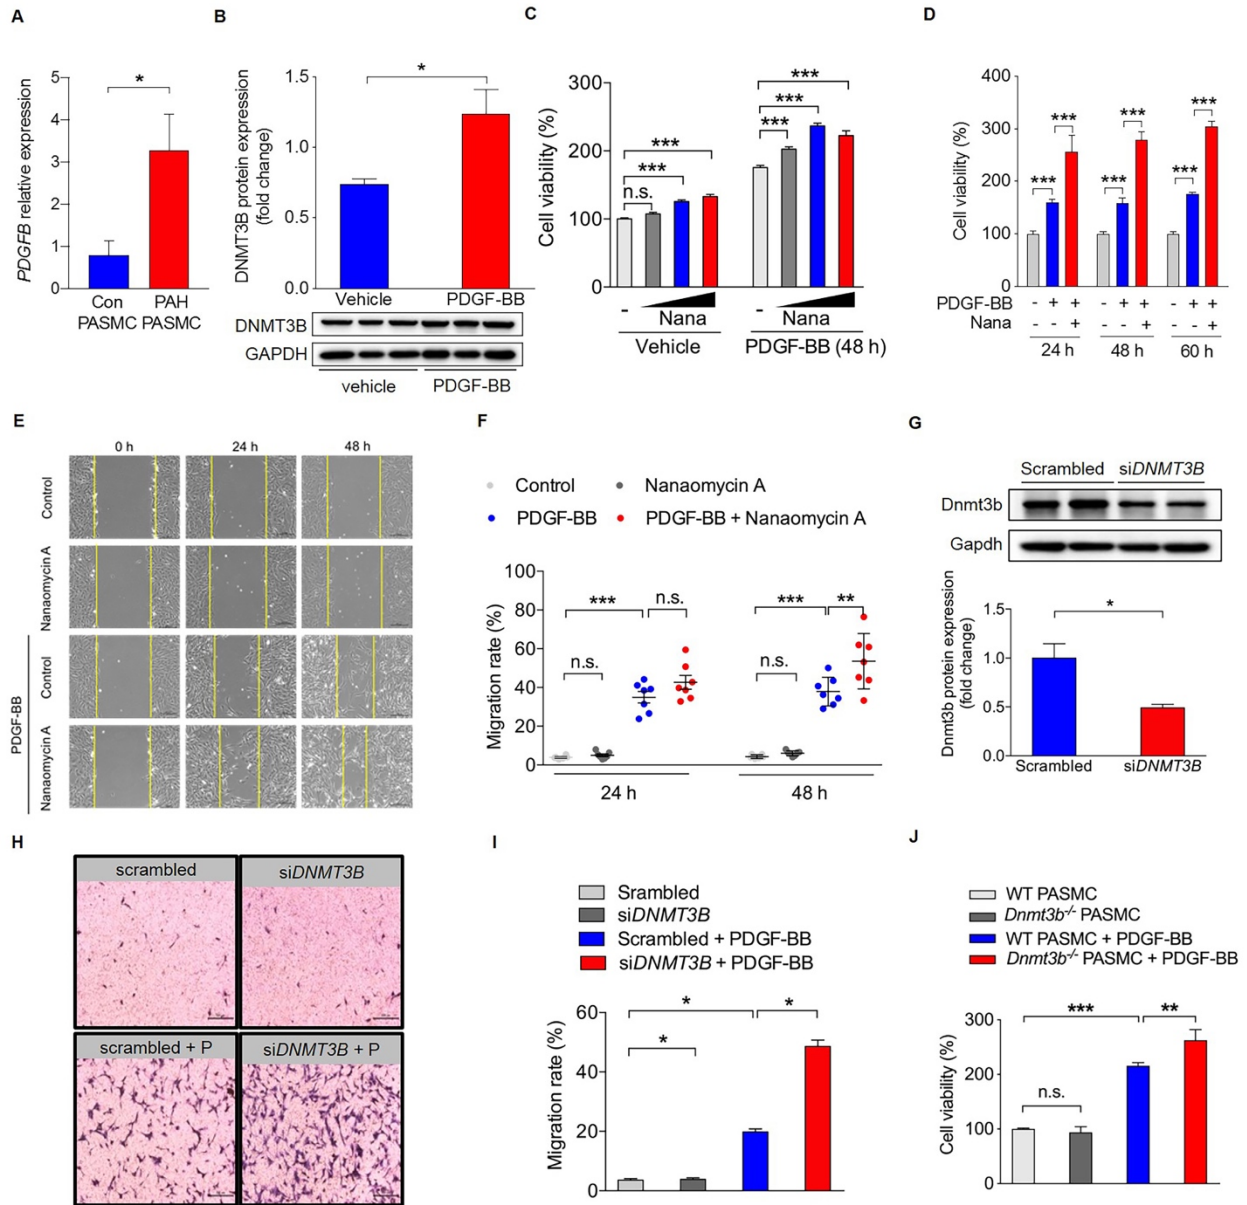 A
PDGFB relative expression
5
4
3
2
1
0
*
Con
PASMC
PAH
PASMC
B
DNMT3B protein expression
(fold change)
1.5
1.0
0.5
0.0
*
Vehicle
PDGF-BB
DNMT3B
GAPDH
vehicle
PDGF-BB
C
Cell viability (%)
300
200
100
0
n.s.
***
***
***
***
***
-
Nana
-
Nana
Vehicle
PDGF-BB (48 h)
D
Cell viability (%)
400
300
200
100
0
*** *** *** *** *** ***
PDGF-BB - + + - + + - + +
Nana - - + - - + - - +
24 h 48 h 60 h
E
0 h 24 h 48 h
Control
Nanaomycin A
Control
Nanaomycin A
PDGF-BB
F
Control
Nanaomycin A
PDGF-BB
PDGF-BB + Nanaomycin A
Migration rate (%)
100
80
60
40
20
0
*** n.s.
n.s.
*** **
n.s.
24 h 48 h
G
Scrambled siDNMT3B
Dnmt3b
Gapdh
Dnmt3b protein expression
(fold change)
1.5
1.0
0.5
0.0
*
Scrambled siDNMT3B
H
scrambled
siDNMT3B
scrambled + P
siDNMT3B + P
I
Srambled
siDNMT3B
Scrambled + PDGF-BB
siDNMT3B + PDGF-BB
Migration rate (%)
60
40
20
0
* *
*
J
WT PASMC
Dnmt3b-/- PASMC
WT PASMC + PDGF-BB
Dnmt3b-/- PASMC + PDGF-BB
Cell viability (%)
300
200
100
0
*** **
n.s.